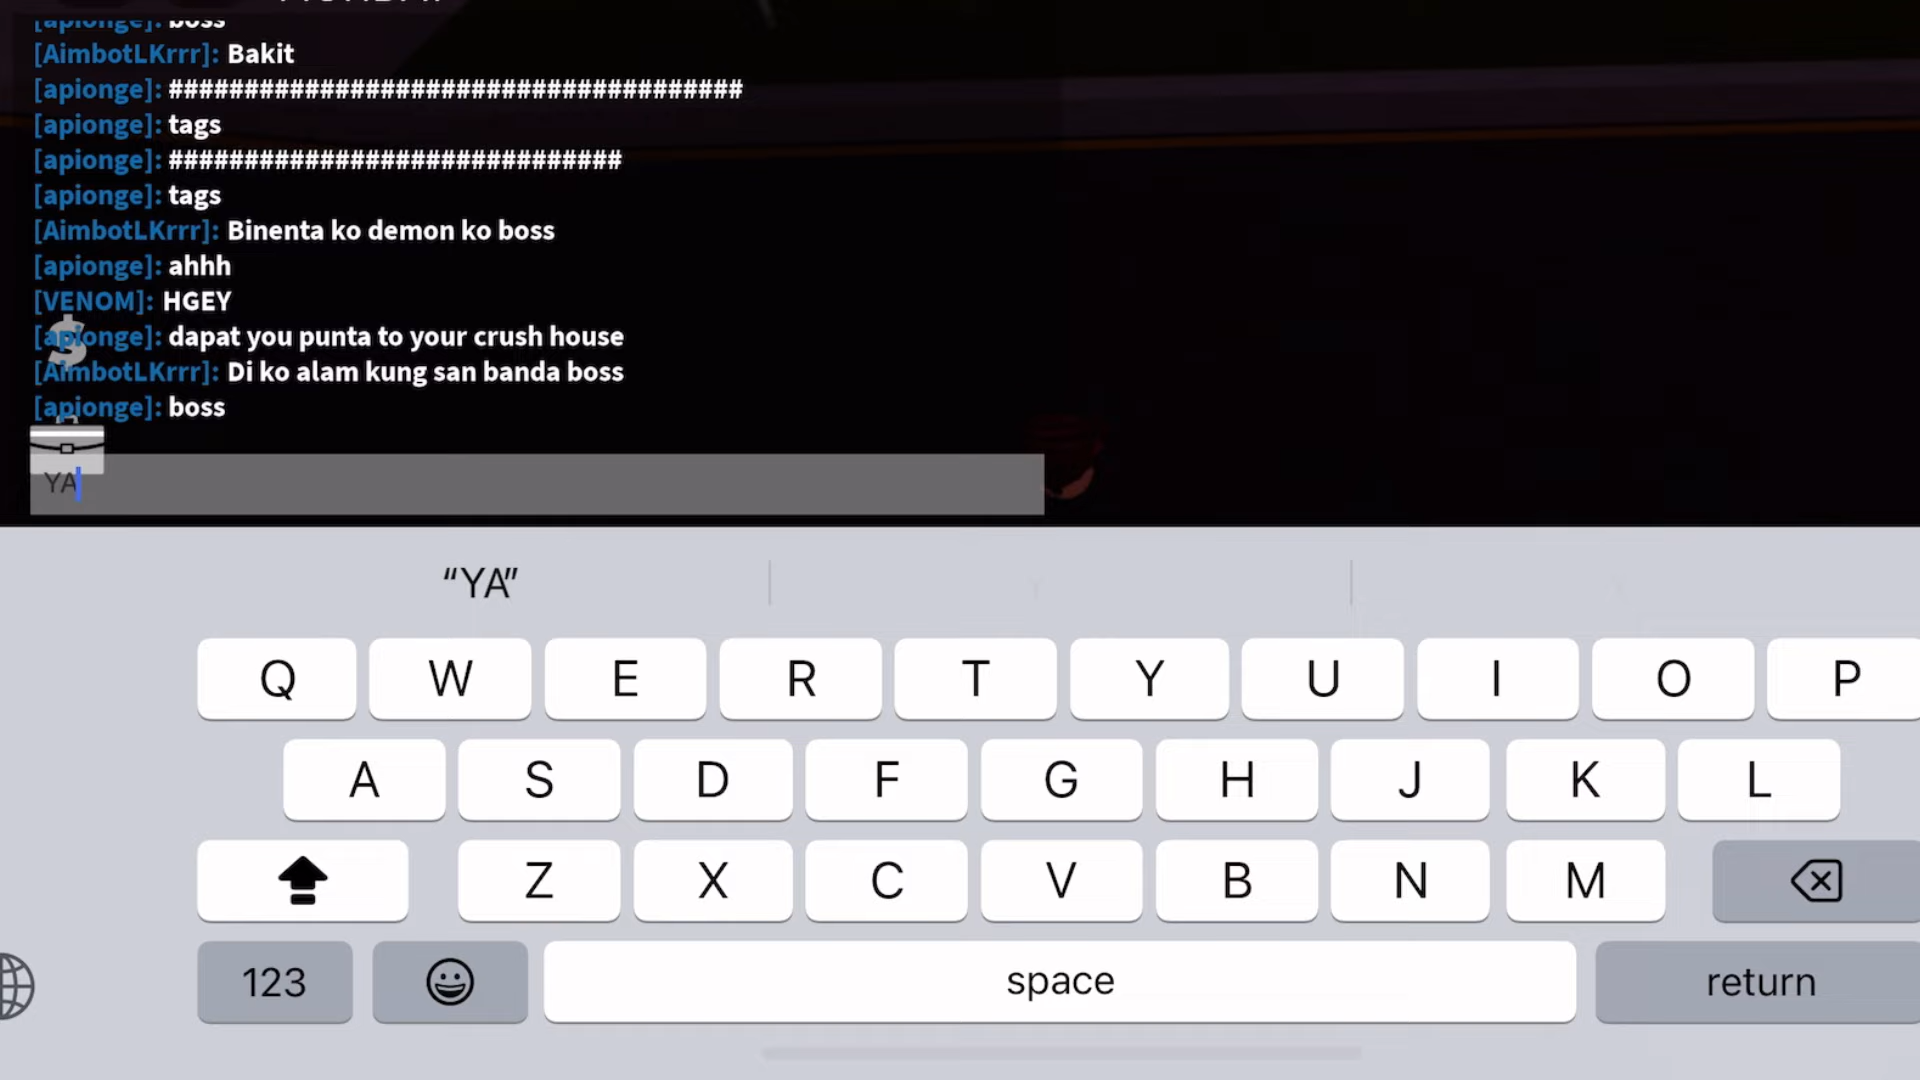 [apionge]: boss
[AimbotLKrrr]: Bakit
[apionge]: ######################################
[apionge]: tags
[apionge]: ##############################
[apionge]: tags
[AimbotLKrrr]: Binenta ko demon ko boss
[apionge]: ahhh
[VENOM]: HGEY
[apionge]: dapat you punta to your crush house
[AimbotLKrrr]: Di ko alam kung san banda boss
[apionge]: boss
$
YA
“YA”
Q W E R T Y U I O P
A S D F G H J K L
Z X C V B N M
123 space return